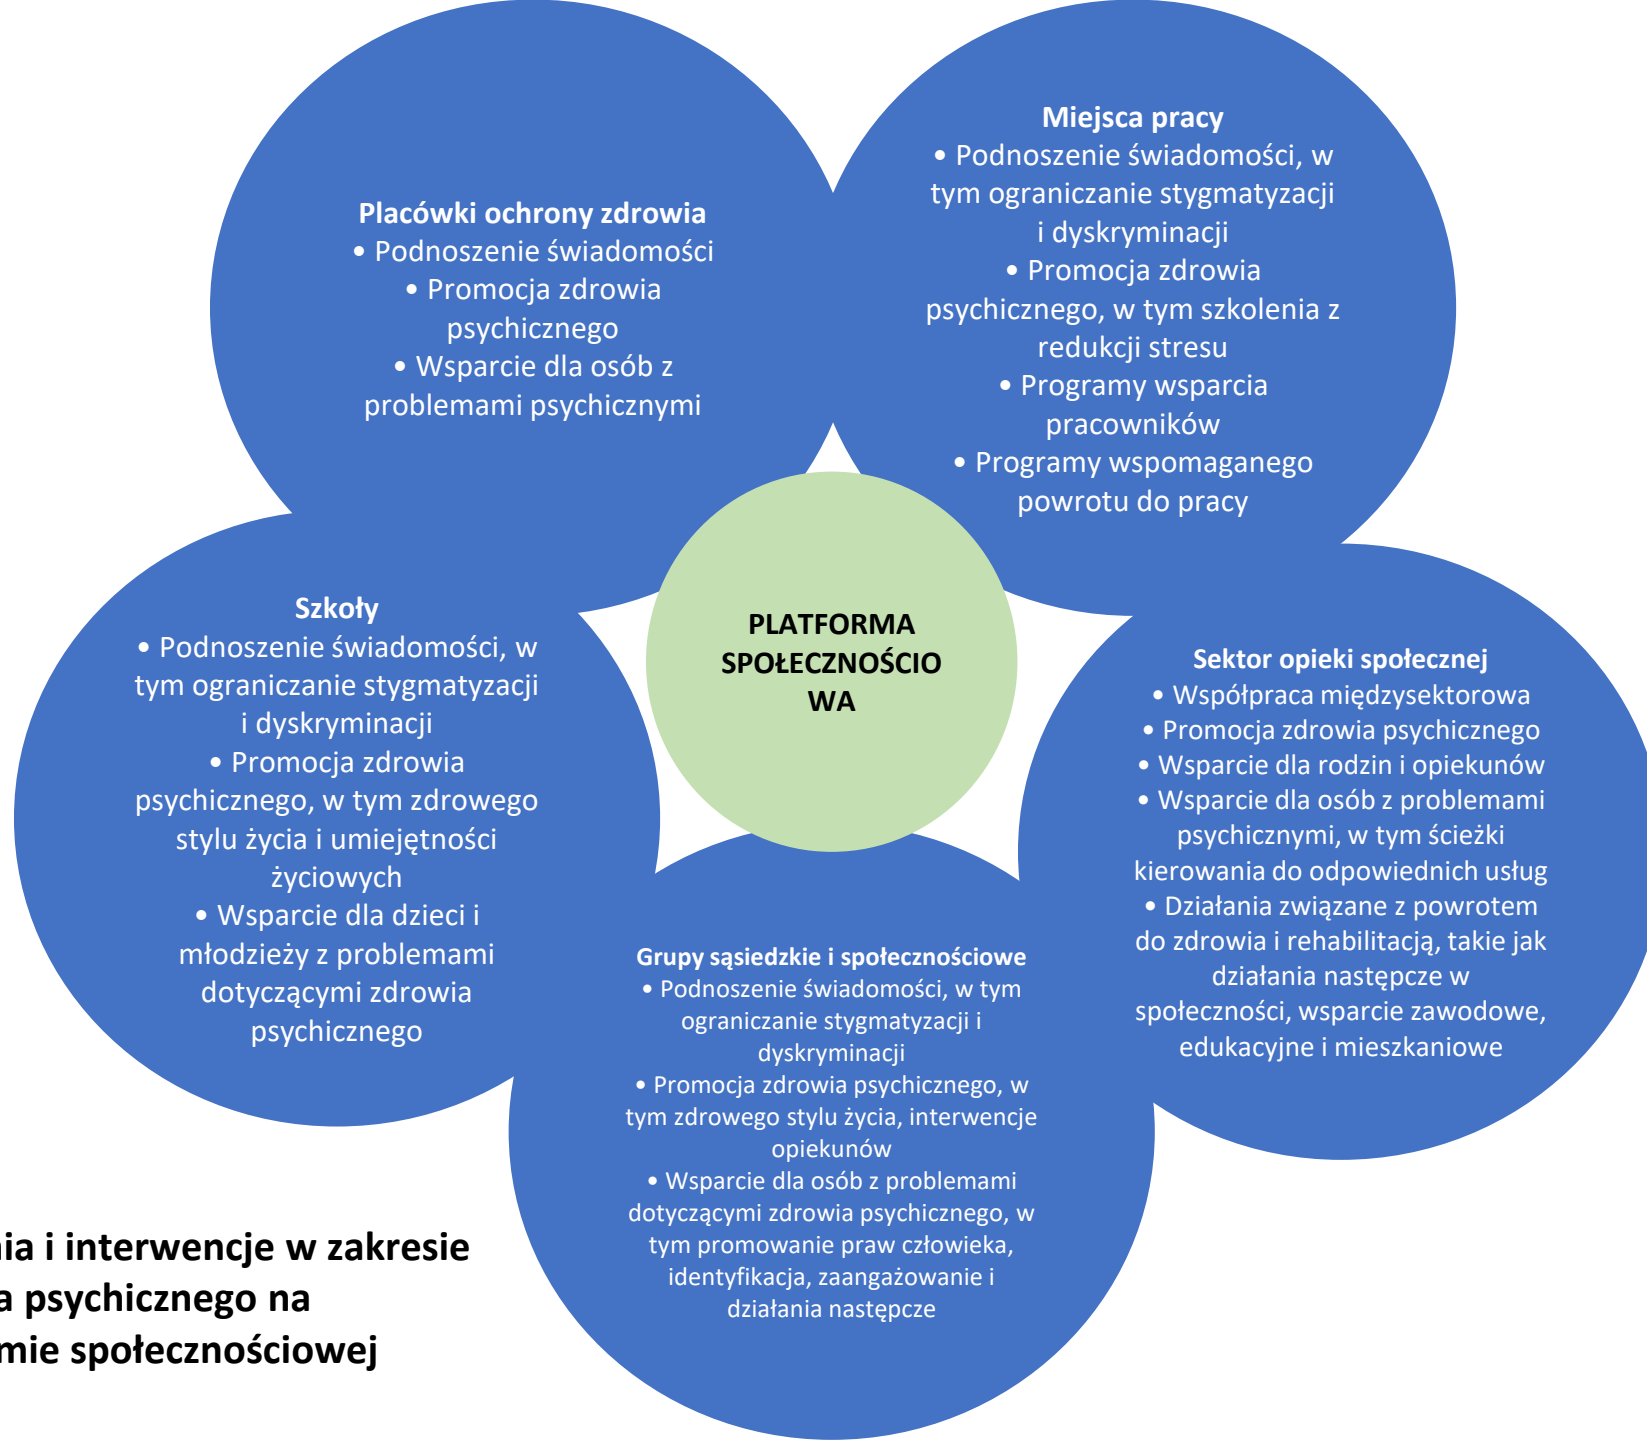 Placówki ochrony zdrowia
• Podnoszenie świadomości
• Promocja zdrowia
psychicznego
• Wsparcie dla osób z
problemami psychicznymi
Miejsca pracy
• Podnoszenie świadomości, w
tym ograniczanie stygmatyzacji
i dyskryminacji
• Promocja zdrowia
psychicznego, w tym szkolenia z
redukcji stresu
• Programy wsparcia
pracowników
• Programy wspomaganego
powrotu do pracy
Szkoły
• Podnoszenie świadomości, w
tym ograniczanie stygmatyzacji
i dyskryminacji
• Promocja zdrowia
psychicznego, w tym zdrowego
stylu życia i umiejętności
życiowych
• Wsparcie dla dzieci i
młodzieży z problemami
dotyczącymi zdrowia
psychicznego
PLATFORMA
SPOŁECZNOŚCIO
WA
Sektor opieki społecznej
• Współpraca międzysektorowa
• Promocja zdrowia psychicznego
• Wsparcie dla rodzin i opiekunów
• Wsparcie dla osób z problemami
psychicznymi, w tym ścieżki
kierowania do odpowiednich usług
• Działania związane z powrotem
do zdrowia i rehabilitacją, takie jak
działania następcze w
społeczności, wsparcie zawodowe,
edukacyjne i mieszkaniowe
Grupy sąsiedzkie i społecznościowe
• Podnoszenie świadomości, w tym
ograniczanie stygmatyzacji i
dyskryminacji
• Promocja zdrowia psychicznego, w
tym zdrowego stylu życia, interwencje
opiekunów
• Wsparcie dla osób z problemami
dotyczącymi zdrowia psychicznego, w
tym promowanie praw człowieka,
identyfikacja, zaangażowanie i
działania następcze
nia i interwencje w zakresie
a psychicznego na
mie społecznościowej